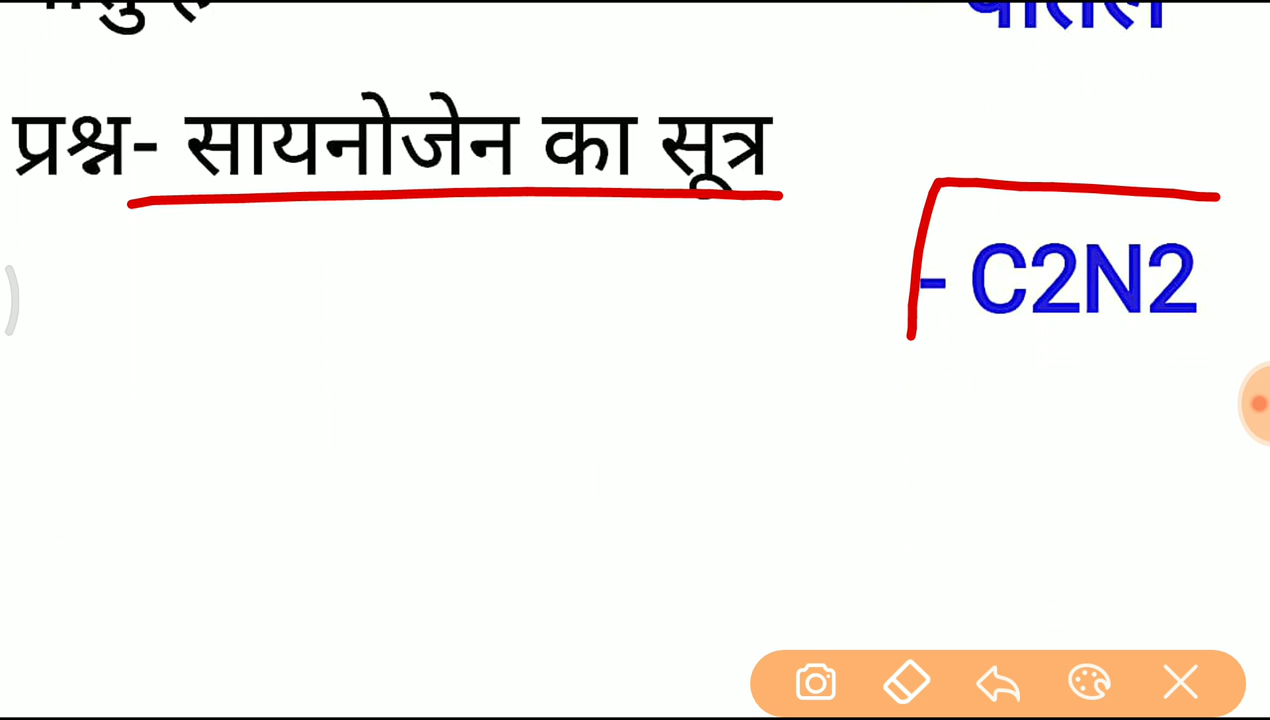 प्रश्न- सायनोजेन का सूत्र
- C2N2